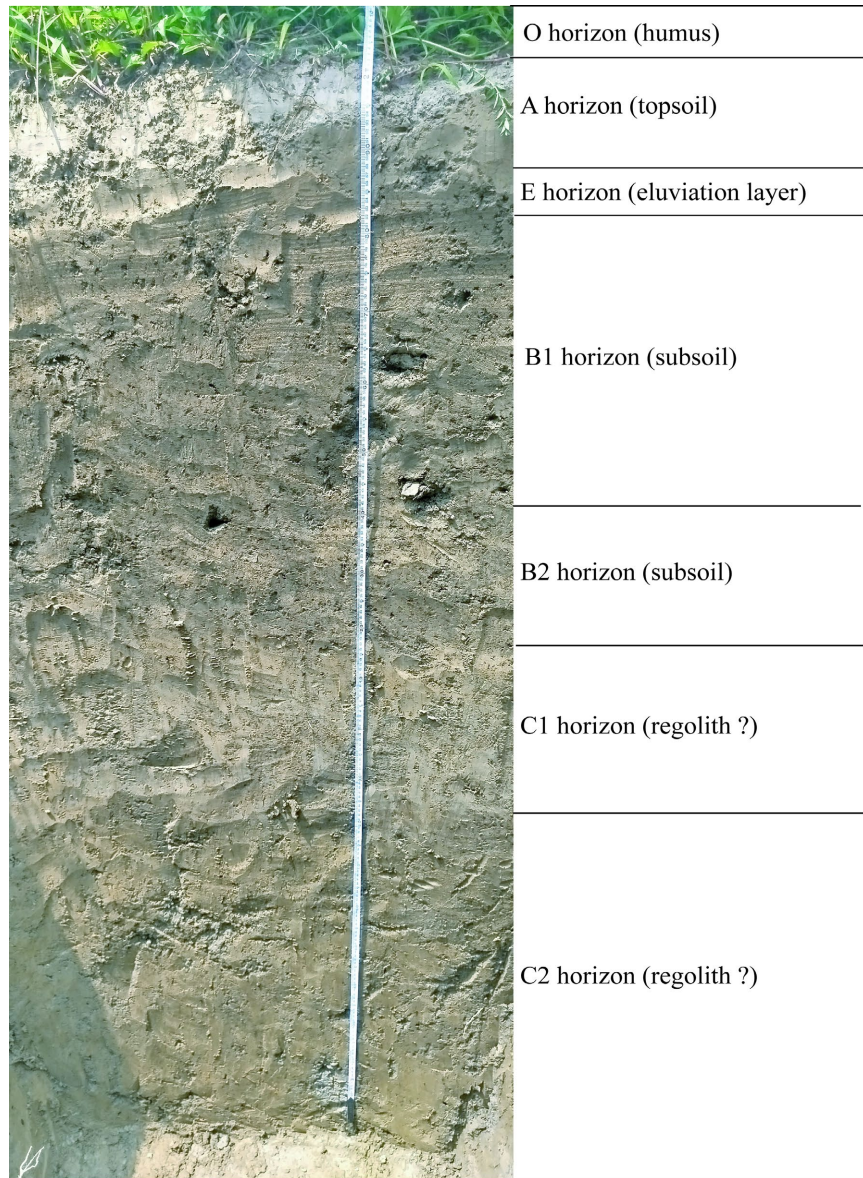 O horizon (humus)
A horizon (topsoil)
E horizon (eluviation layer)
B1 horizon (subsoil)
B2 horizon (subsoil)
C1 horizon (regolith ?)
C2 horizon (regolith ?)